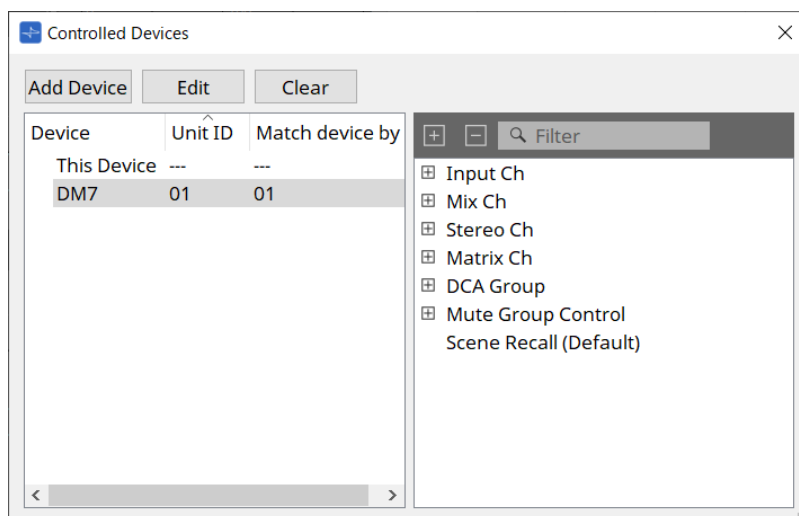 Controlled Devices
Add Device Edit Clear
Device Unit ID Match device by
This Device --- ---
DM7 01 01
Filter
Input Ch
Mix Ch
Stereo Ch
Matrix Ch
DCA Group
Mute Group Control
Scene Recall (Default)